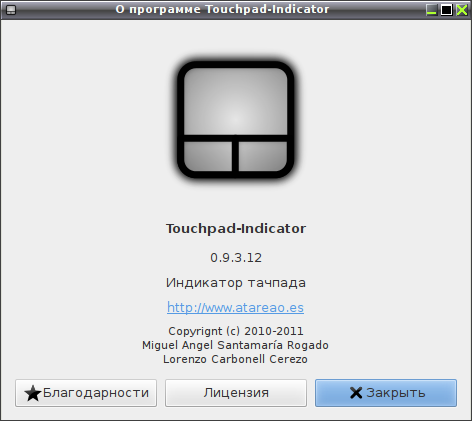 О программе Touchpad-Indicator
Touchpad-Indicator
0.9.3.12
Индикатор тачпада
http://www.atareao.es
Copyrignt (c) 2010-2011
Miguel Angel Santamaría Rogado
Lorenzo Carbonell Cerezo
Благодарности Лицензия Закрыть